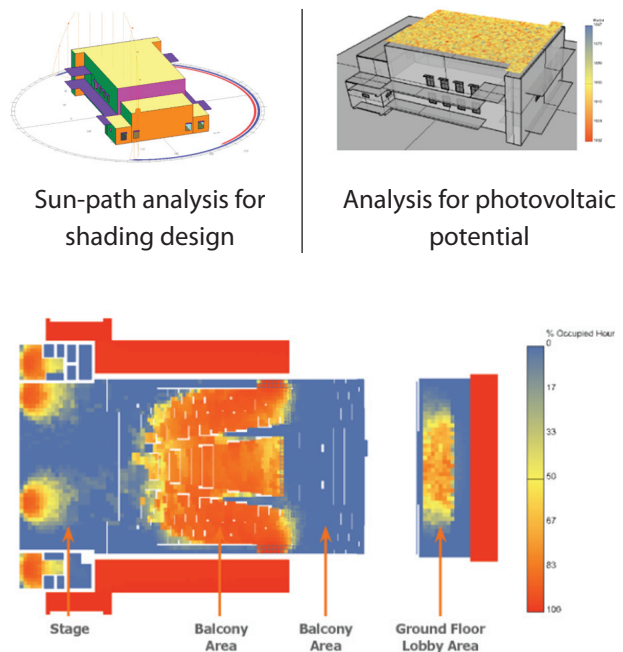 Sun-path analysis for
shading design
Analysis for photovoltaic
potential
% Occupied Hour
0
17
33
50
67
83
100
Stage
Balcony
Area
Balcony
Area
Ground Floor
Lobby Area